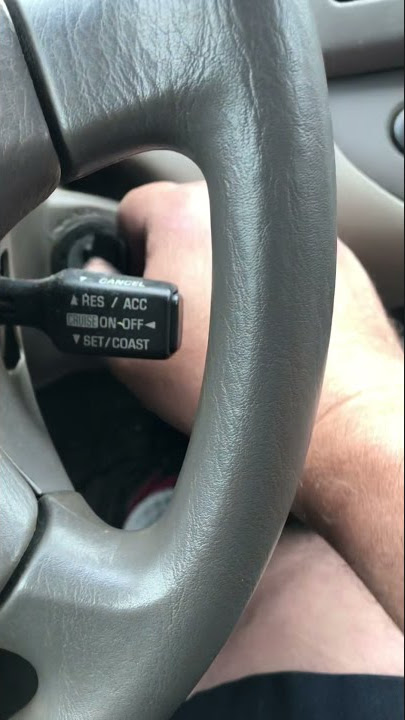 ▼ CANCEL
▲ RES / ACC
CRUISE ON-OFF ◄
▼ SET/COAST